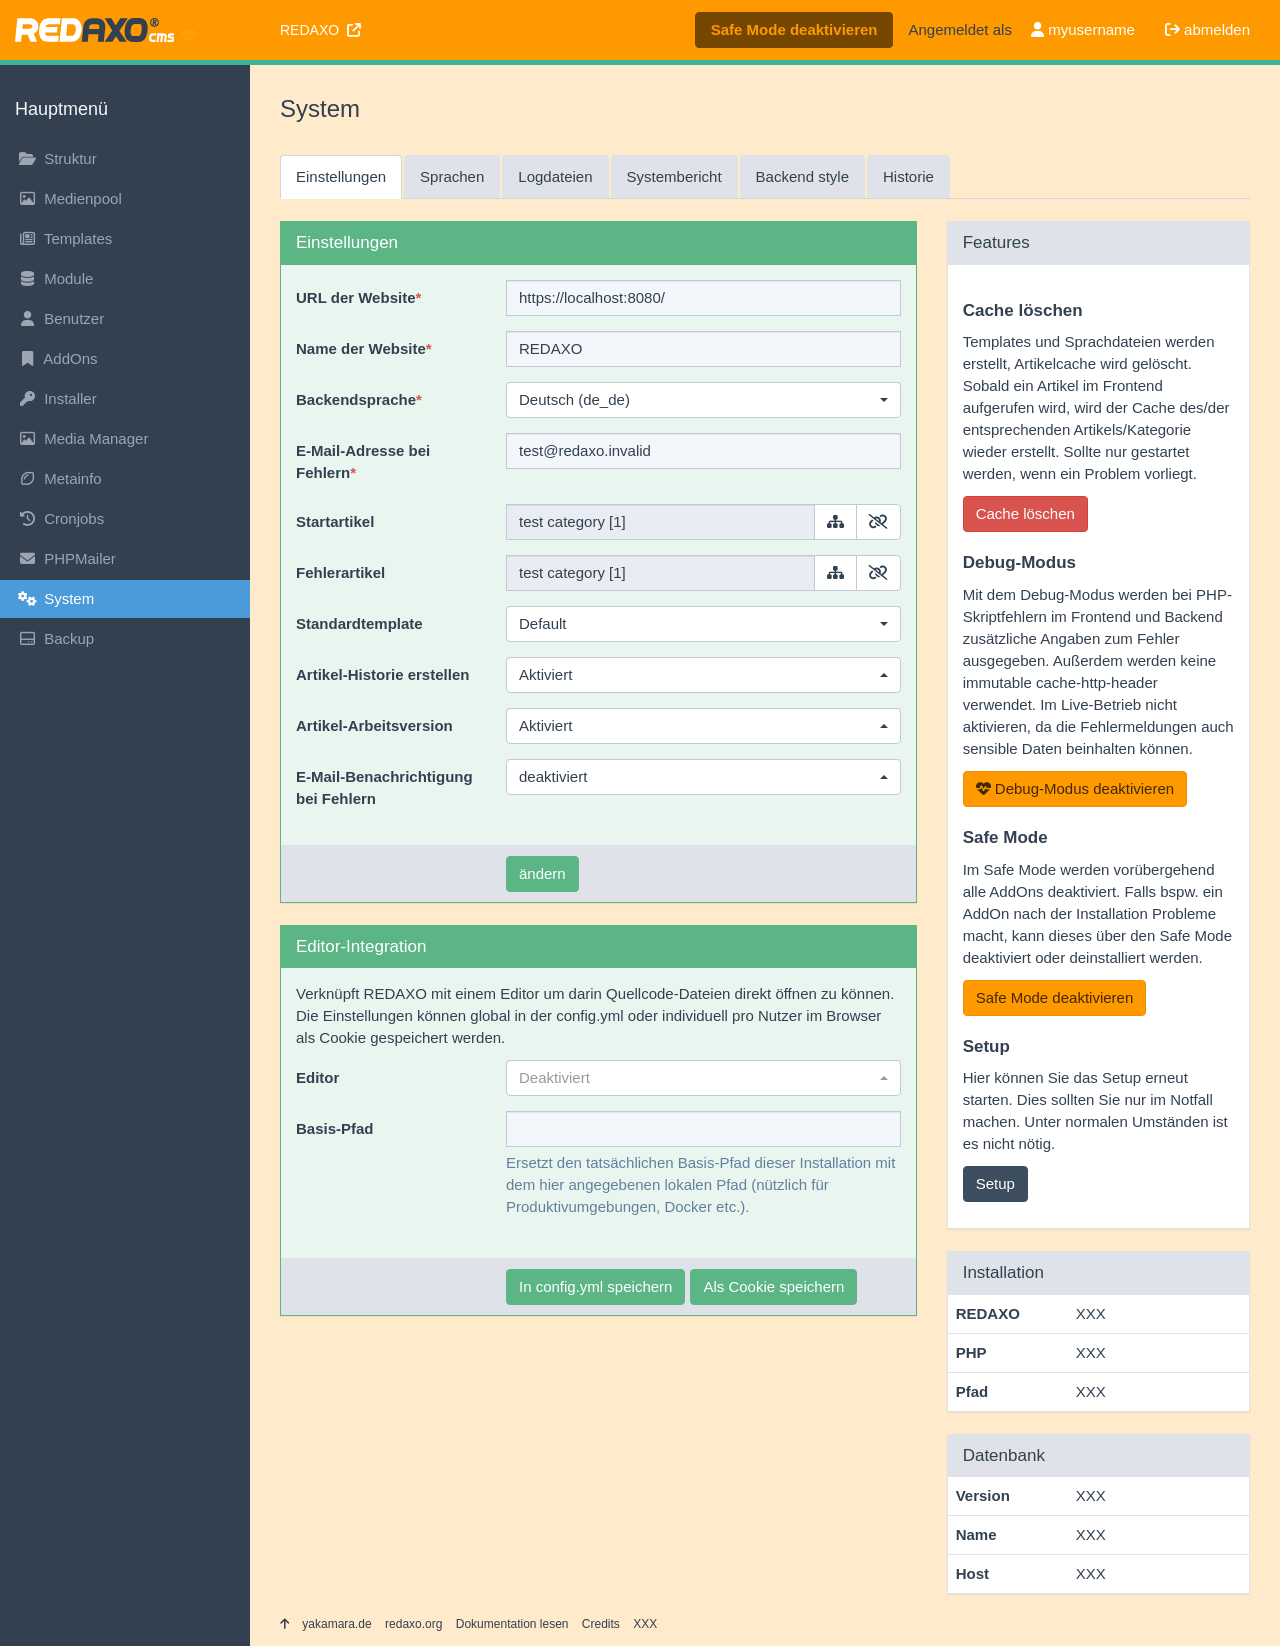 REDAXO® cms
REDAXO
Safe Mode deaktivieren
Angemeldet als
myusername
abmelden
Hauptmenü
Struktur
Medienpool
Templates
Module
Benutzer
AddOns
Installer
Media Manager
Metainfo
Cronjobs
PHPMailer
System
Backup
System
Einstellungen
Sprachen
Logdateien
Systembericht
Backend style
Historie
Einstellungen
URL der Website*
https://localhost:8080/
Name der Website*
REDAXO
Backendsprache*
Deutsch (de_de)
E-Mail-Adresse bei
Fehlern*
test@redaxo.invalid
Startartikel
test category [1]
Fehlerartikel
test category [1]
Standardtemplate
Default
Artikel-Historie erstellen
Aktiviert
Artikel-Arbeitsversion
Aktiviert
E-Mail-Benachrichtigung
bei Fehlern
deaktiviert
ändern
Editor-Integration
Verknüpft REDAXO mit einem Editor um darin Quellcode-Dateien direkt öffnen zu können.
Die Einstellungen können global in der config.yml oder individuell pro Nutzer im Browser
als Cookie gespeichert werden.
Editor
Deaktiviert
Basis-Pfad
Ersetzt den tatsächlichen Basis-Pfad dieser Installation mit
dem hier angegebenen lokalen Pfad (nützlich für
Produktivumgebungen, Docker etc.).
In config.yml speichern
Als Cookie speichern
Features
Cache löschen
Templates und Sprachdateien werden
erstellt, Artikelcache wird gelöscht.
Sobald ein Artikel im Frontend
aufgerufen wird, wird der Cache des/der
entsprechenden Artikels/Kategorie
wieder erstellt. Sollte nur gestartet
werden, wenn ein Problem vorliegt.
Cache löschen
Debug-Modus
Mit dem Debug-Modus werden bei PHP-
Skriptfehlern im Frontend und Backend
zusätzliche Angaben zum Fehler
ausgegeben. Außerdem werden keine
immutable cache-http-header
verwendet. Im Live-Betrieb nicht
aktivieren, da die Fehlermeldungen auch
sensible Daten beinhalten können.
Debug-Modus deaktivieren
Safe Mode
Im Safe Mode werden vorübergehend
alle AddOns deaktiviert. Falls bspw. ein
AddOn nach der Installation Probleme
macht, kann dieses über den Safe Mode
deaktiviert oder deinstalliert werden.
Safe Mode deaktivieren
Setup
Hier können Sie das Setup erneut
starten. Dies sollten Sie nur im Notfall
machen. Unter normalen Umständen ist
es nicht nötig.
Setup
Installation
REDAXO XXX
PHP XXX
Pfad XXX
Datenbank
Version XXX
Name XXX
Host XXX
yakamara.de redaxo.org Dokumentation lesen Credits XXX